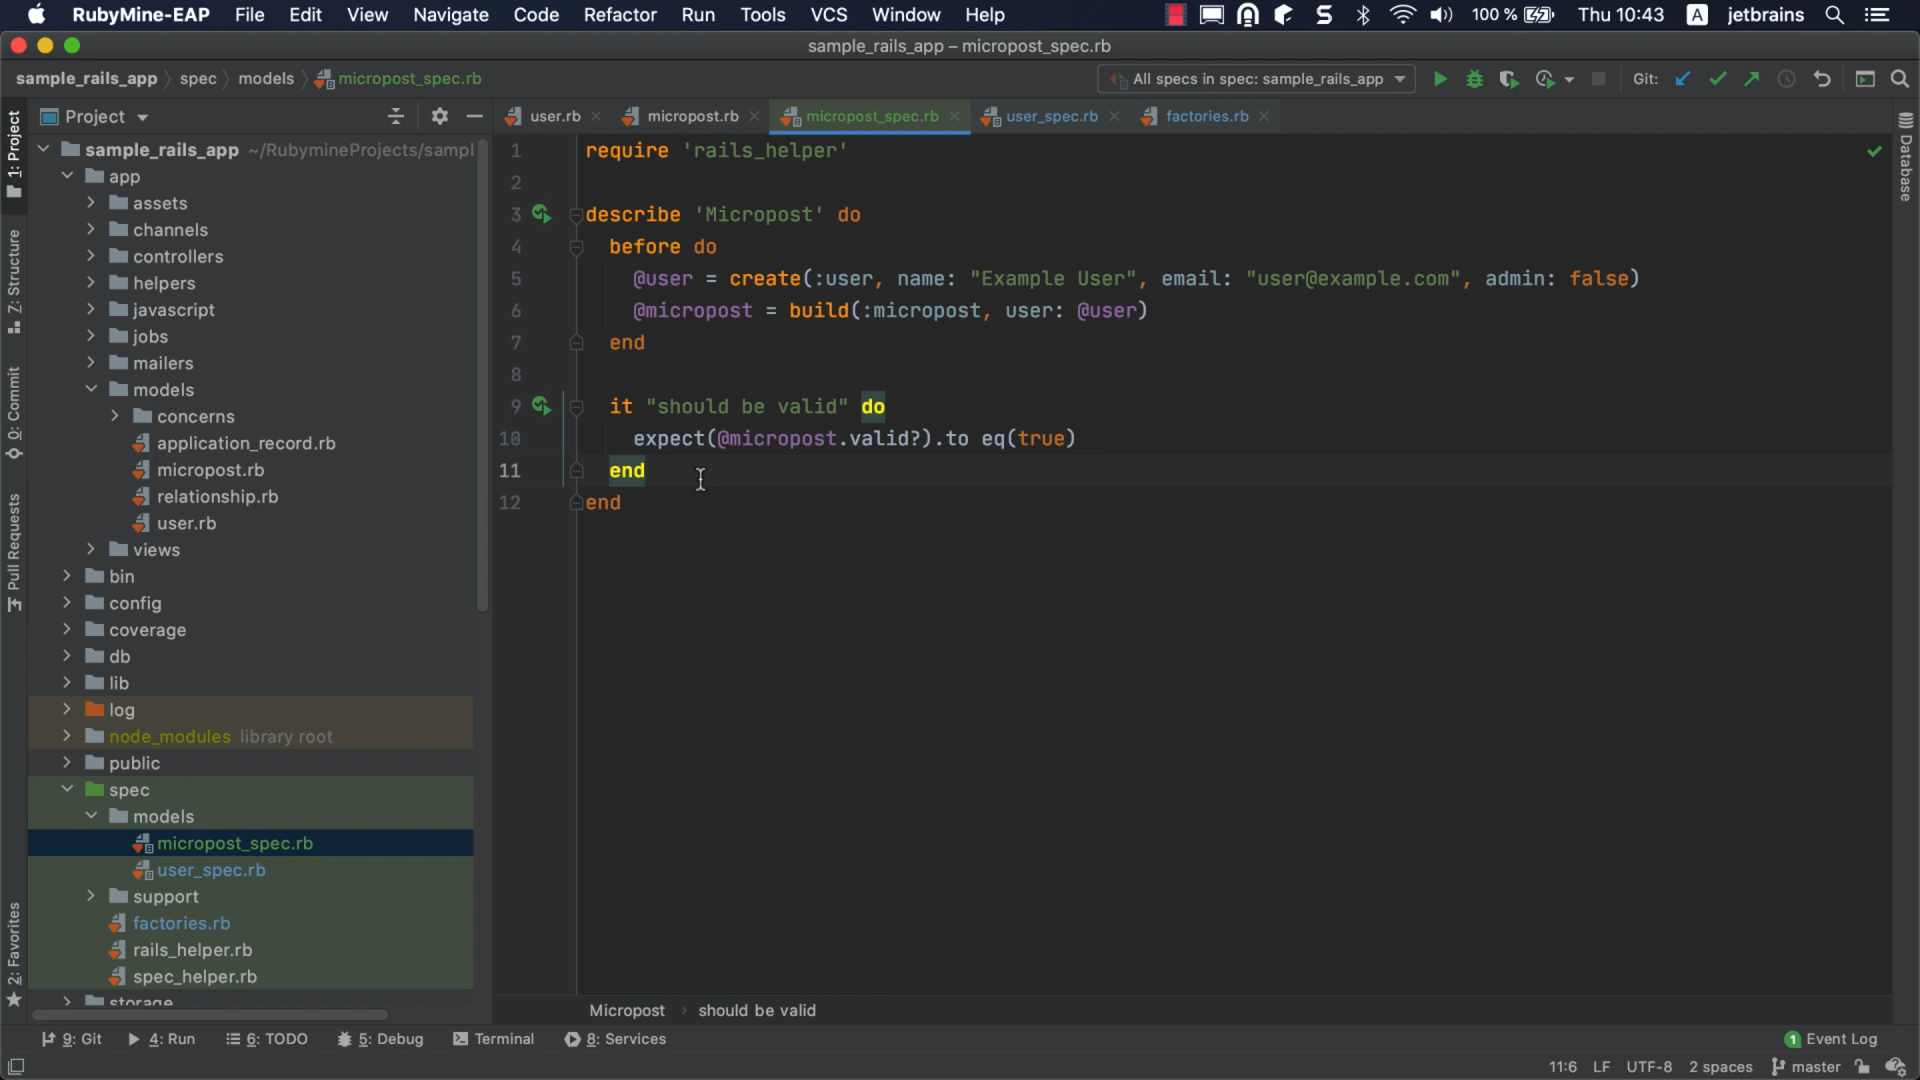 RubyMine-EAP File Edit View Navigate Code Refactor Run Tools VCS Window Help 100 % Thu 10:43 A jetbrains
sample_rails_app – micropost_spec.rb
sample_rails_app spec models micropost_spec.rb All specs in spec: sample_rails_app Git:
Project user.rb micropost.rb micropost_spec.rb user_spec.rb factories.rb
1: Project
Z: Structure
0: Commit
Pull Requests
2: Favorites
sample_rails_app ~/RubymineProjects/sampl
app
assets
channels
controllers
helpers
javascript
jobs
mailers
models
concerns
application_record.rb
micropost.rb
relationship.rb
user.rb
views
bin
config
coverage
db
lib
log
node_modules library root
public
spec
models
micropost_spec.rb
user_spec.rb
support
factories.rb
rails_helper.rb
spec_helper.rb
storage
1 require 'rails_helper'
2
3 describe 'Micropost' do
4 before do
5 @user = create(:user, name: "Example User", email: "user@example.com", admin: false)
6 @micropost = build(:micropost, user: @user)
7 end
8
9 it "should be valid" do
10 expect(@micropost.valid?).to eq(true)
11 end
12 end
Database
Micropost › should be valid
9: Git 4: Run 6: TODO 5: Debug Terminal 8: Services 1 Event Log
11:6 LF UTF-8 2 spaces master